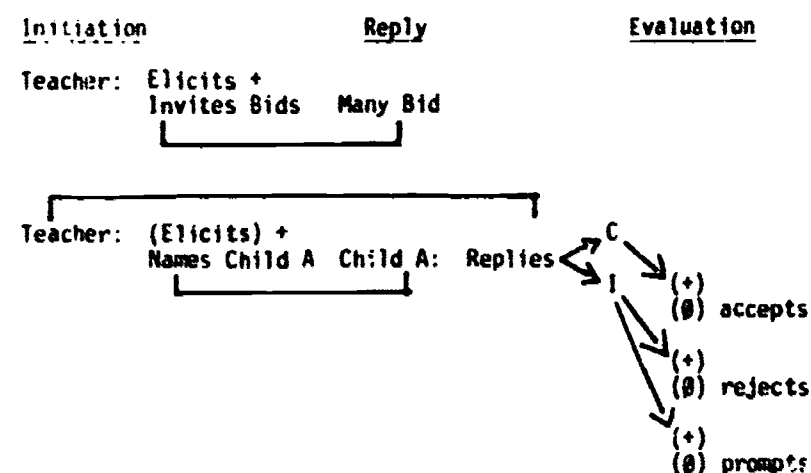 Initiation Reply Evaluation
Teacher: Elicits +
Invites Bids Many Bid
Teacher: (Elicits) +
Names Child A Child A: Replies
C
I
(+)
(Ø) accepts
(+)
(Ø) rejects
(+)
(Ø) prompts